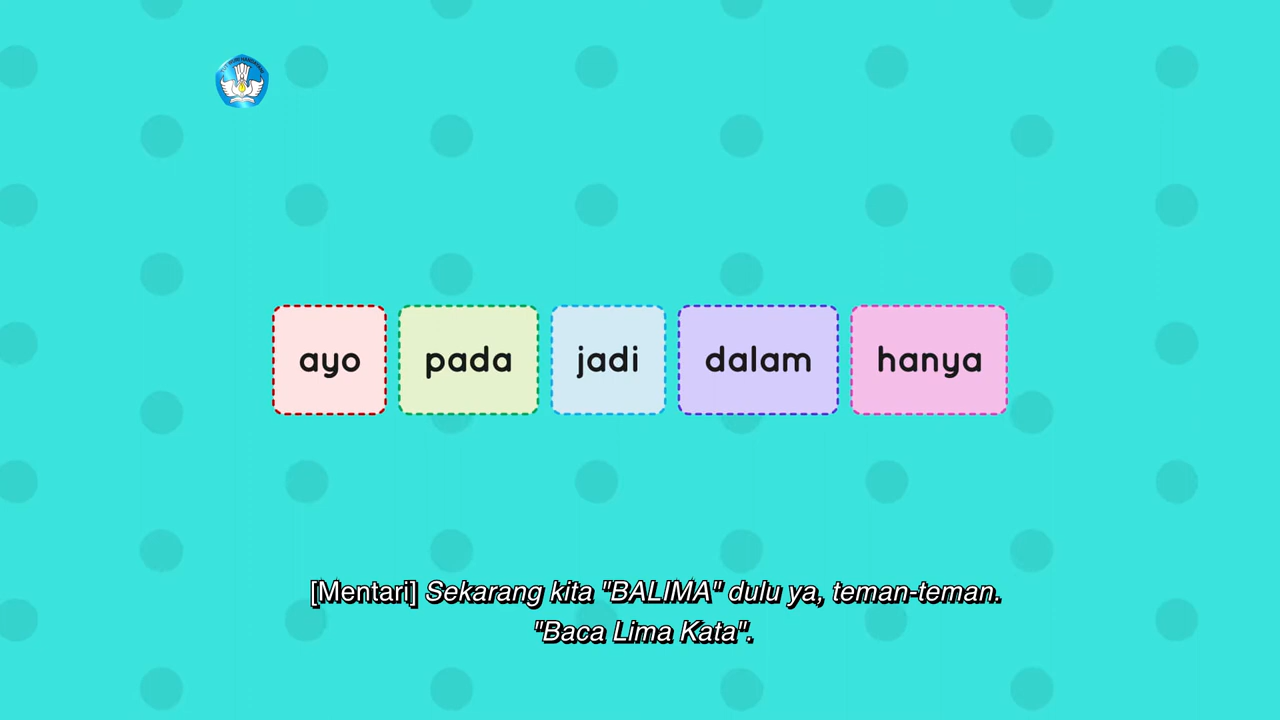 ayo pada jadi dalam hanya
[Mentari] Sekarang kita "BALIMA" dulu ya, teman-teman.
"Baca Lima Kata".